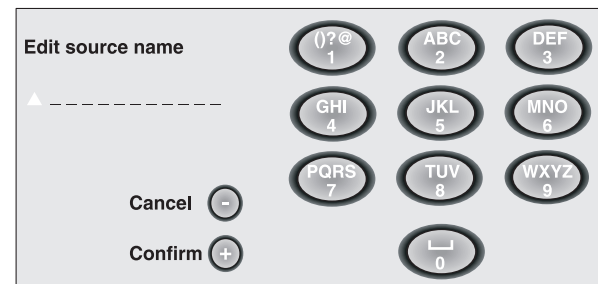 Edit source name
()?@ 1
ABC 2
DEF 3
_ _ _ _ _ _ _ _ _ _ _
GHI 4
JKL 5
MNO 6
PQRS 7
TUV 8
WXYZ 9
Cancel -
Confirm +
0